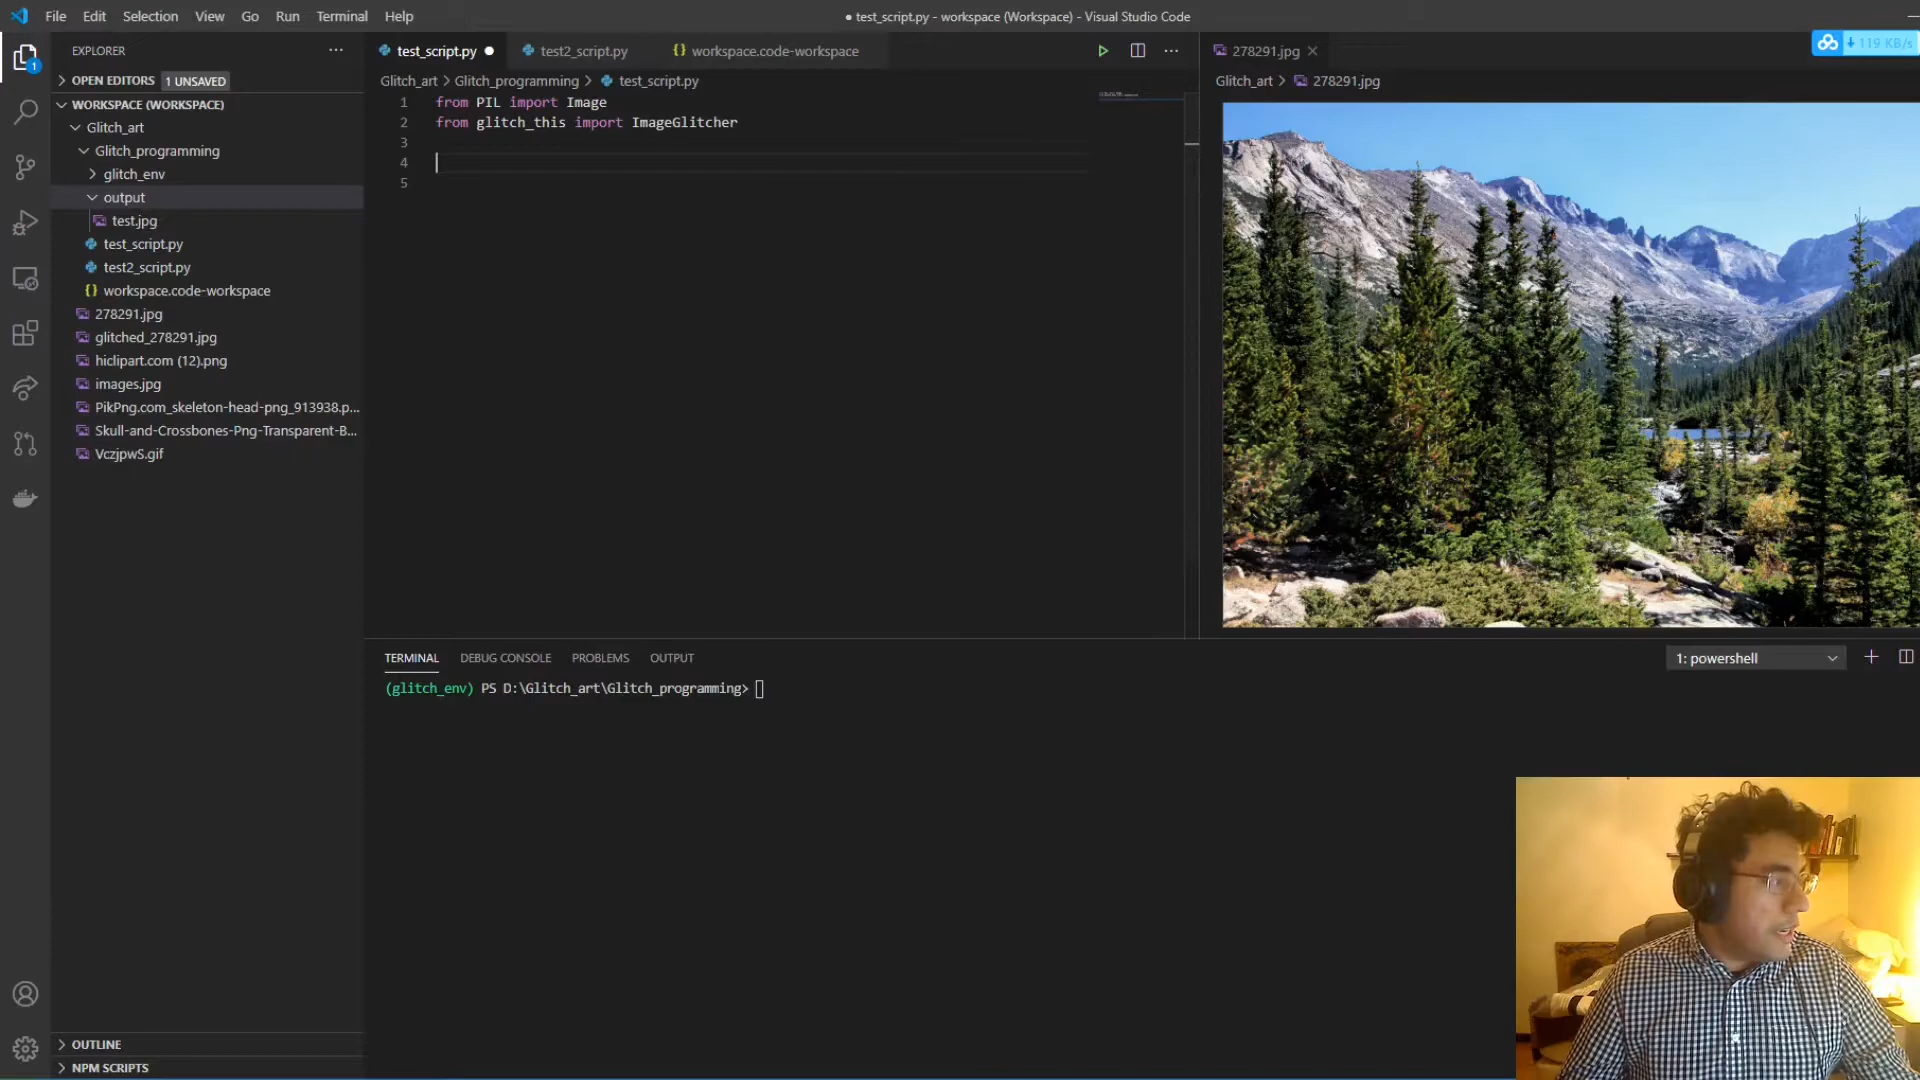 File Edit Selection View Go Run Terminal Help
● test_script.py - workspace (Workspace) - Visual Studio Code
119 KB/s
EXPLORER
1
OPEN EDITORS 1 UNSAVED
WORKSPACE (WORKSPACE)
Glitch_art
Glitch_programming
glitch_env
output
test.jpg
test_script.py
test2_script.py
workspace.code-workspace
278291.jpg
glitched_278291.jpg
hiclipart.com (12).png
images.jpg
PikPng.com_skeleton-head-png_913938.p...
Skull-and-Crossbones-Png-Transparent-B...
VczjpwS.gif
OUTLINE
NPM SCRIPTS
test_script.py ● test2_script.py {} workspace.code-workspace
Glitch_art > Glitch_programming > test_script.py
1 from PIL import Image
2 from glitch_this import ImageGlitcher
3
4
5
278291.jpg
Glitch_art > 278291.jpg
TERMINAL DEBUG CONSOLE PROBLEMS OUTPUT
1: powershell
(glitch_env) PS D:\Glitch_art\Glitch_programming>